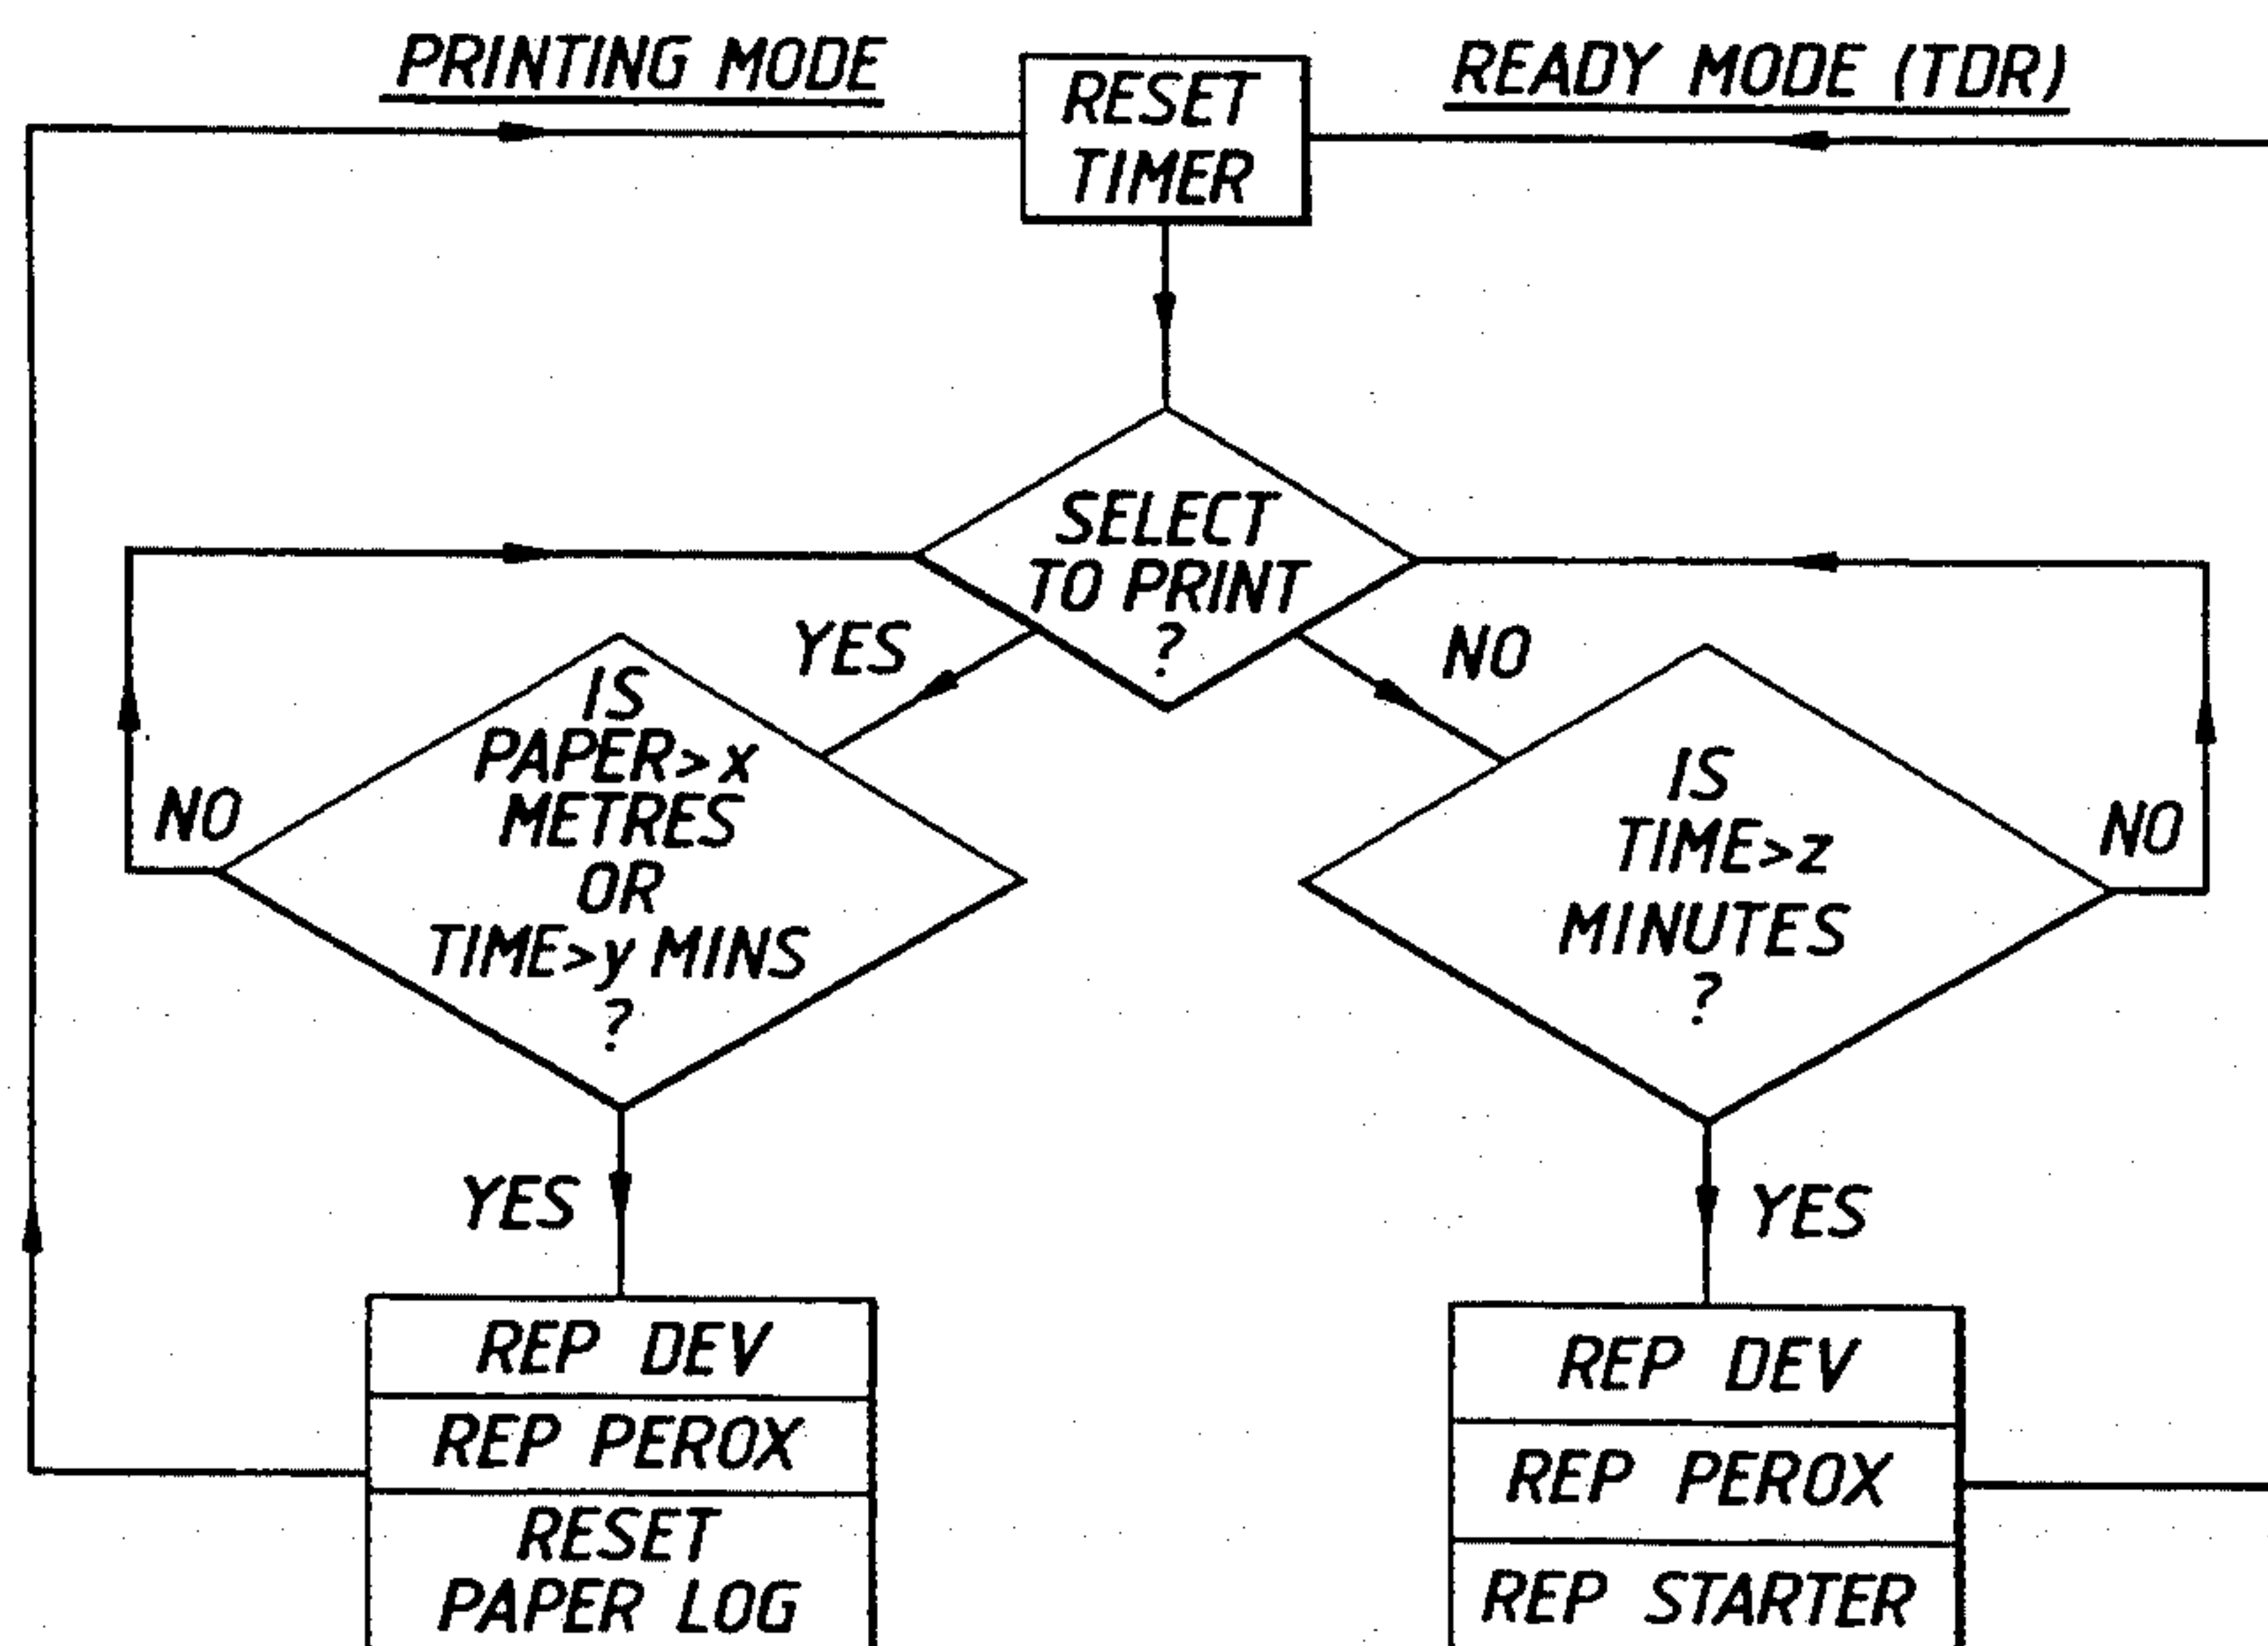 PRINTING MODE
RESET
TIMER
READY MODE (TDR)
SELECT
TO PRINT
?
YES
NO
IS
PAPER>x
METRES
OR
TIME>y MINS
?
NO
IS
TIME>z
MINUTES
?
NO
YES
YES
REP DEV
REP PEROX
RESET
PAPER LOG
REP DEV
REP PEROX
REP STARTER